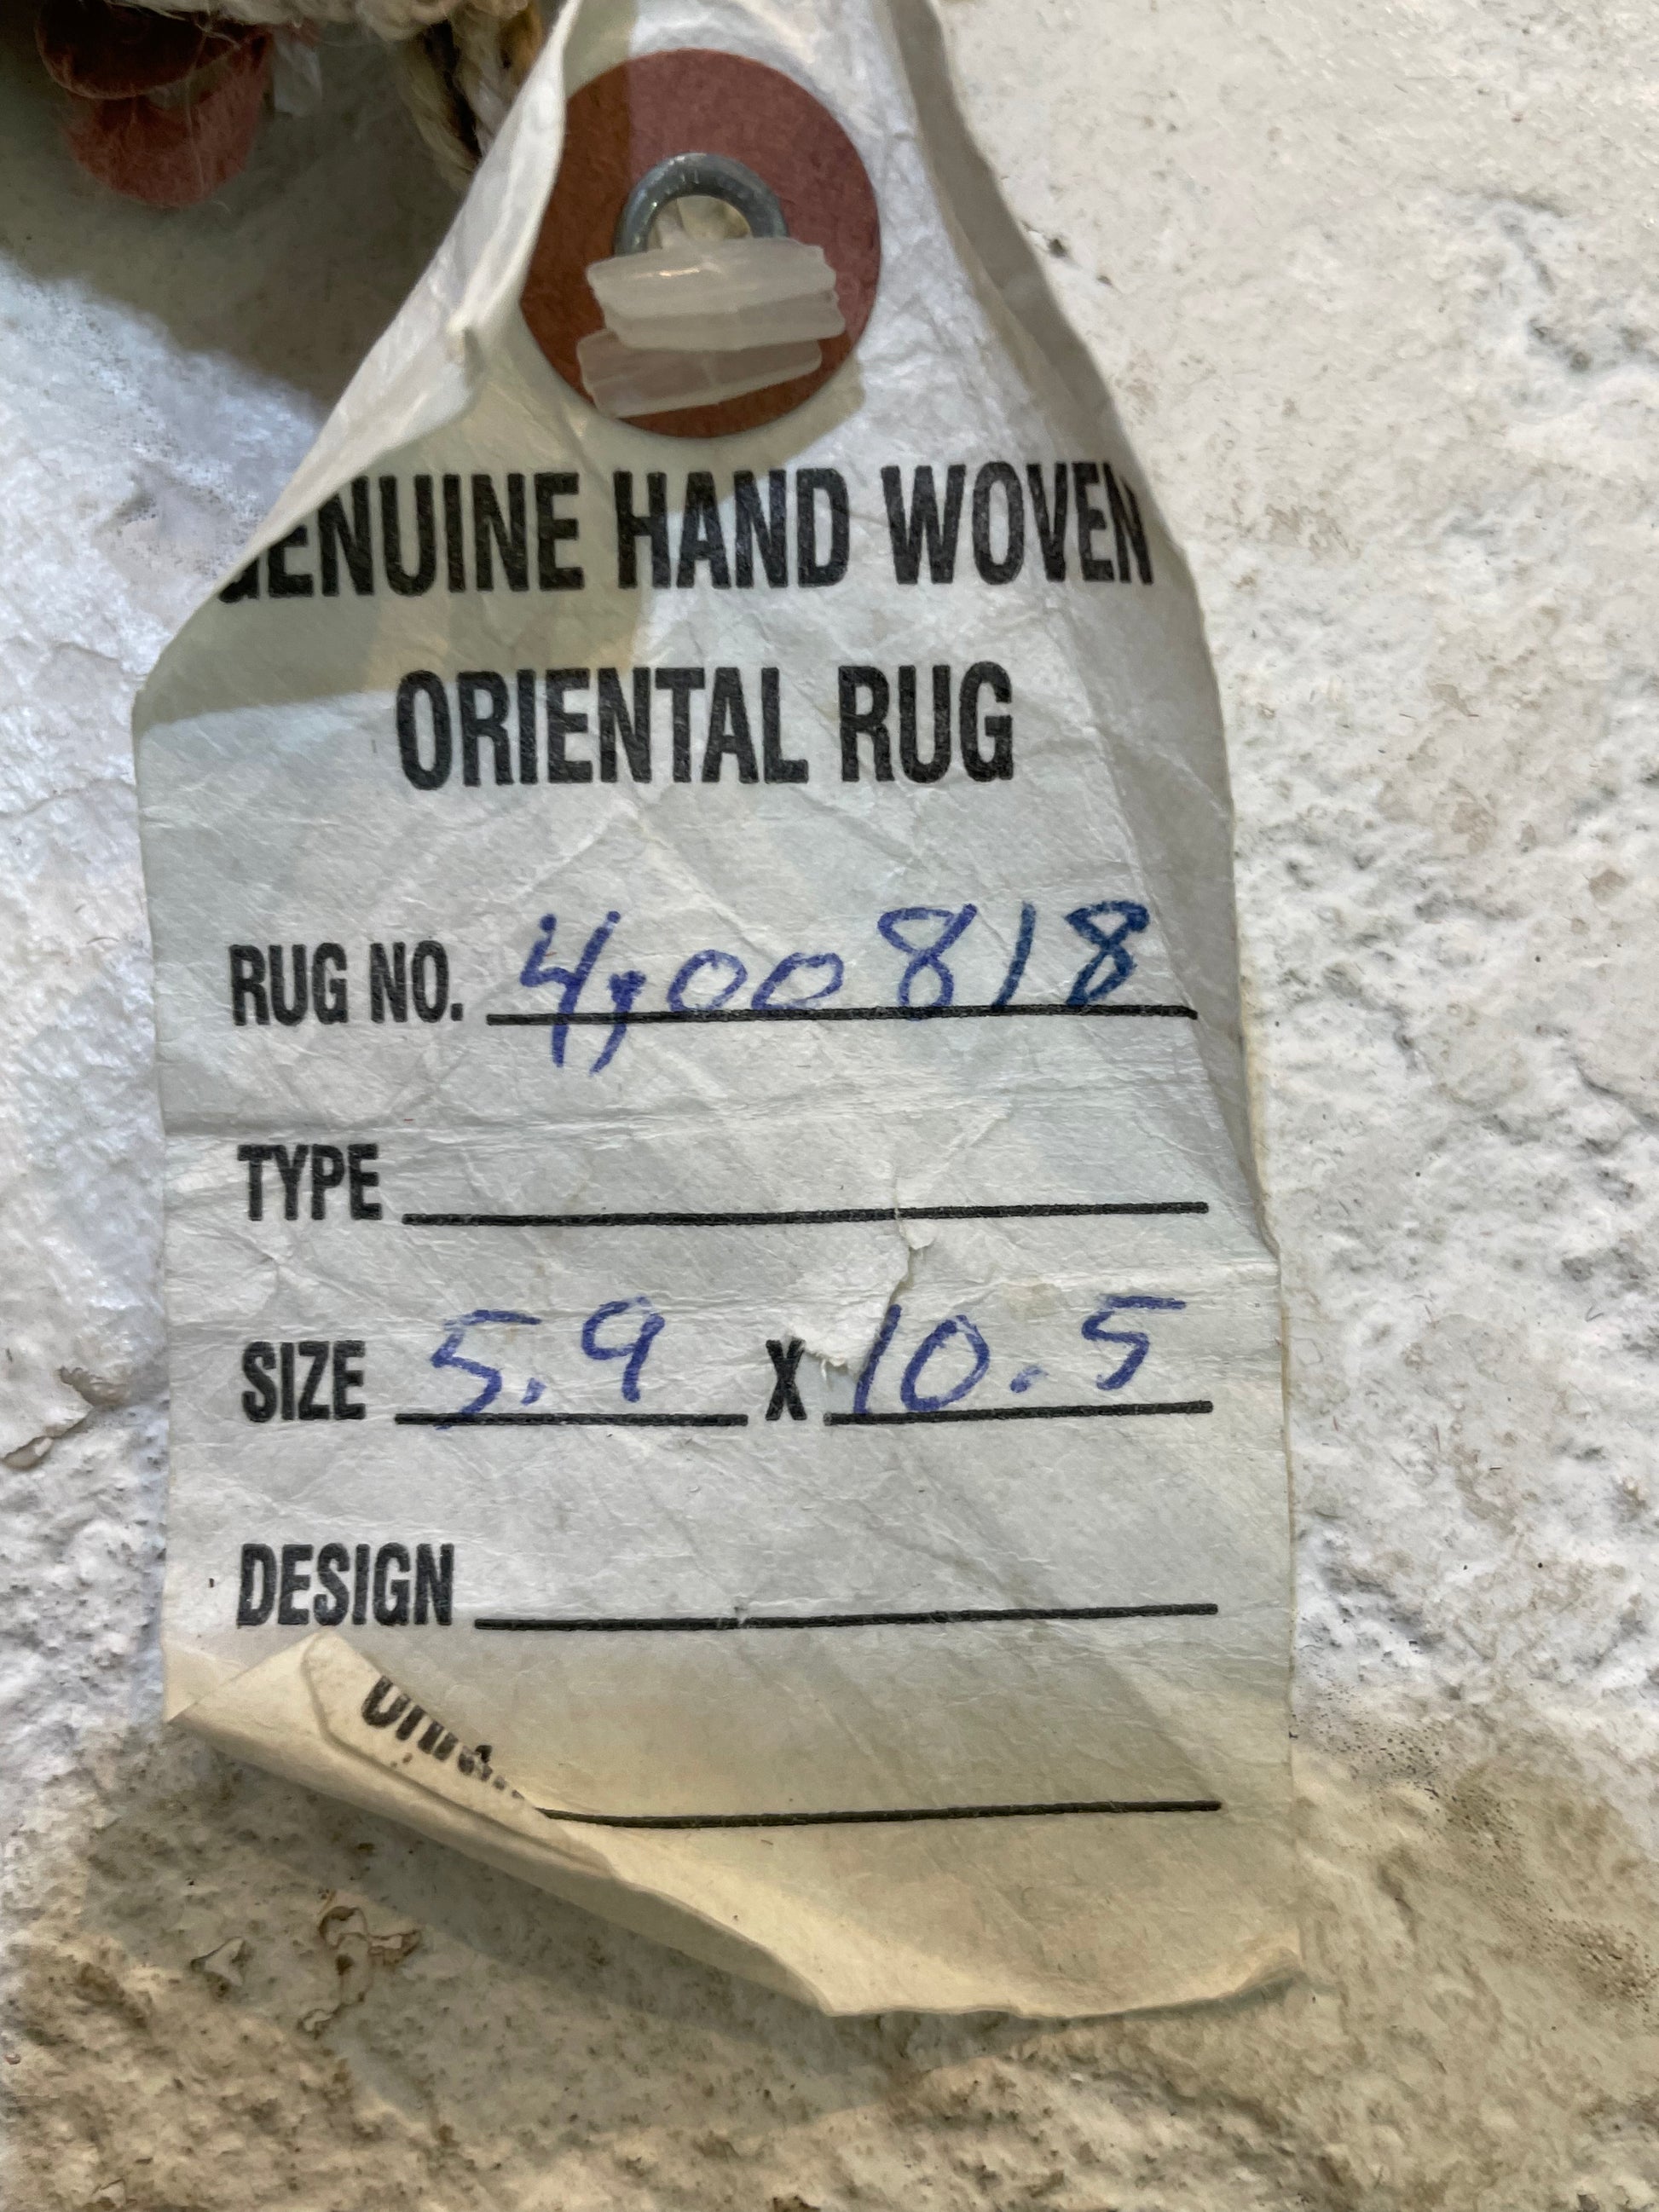 GENUINE HAND WOVEN
ORIENTAL RUG
RUG NO. 4,00818
TYPE
SIZE 5.9 X 10.5
DESIGN